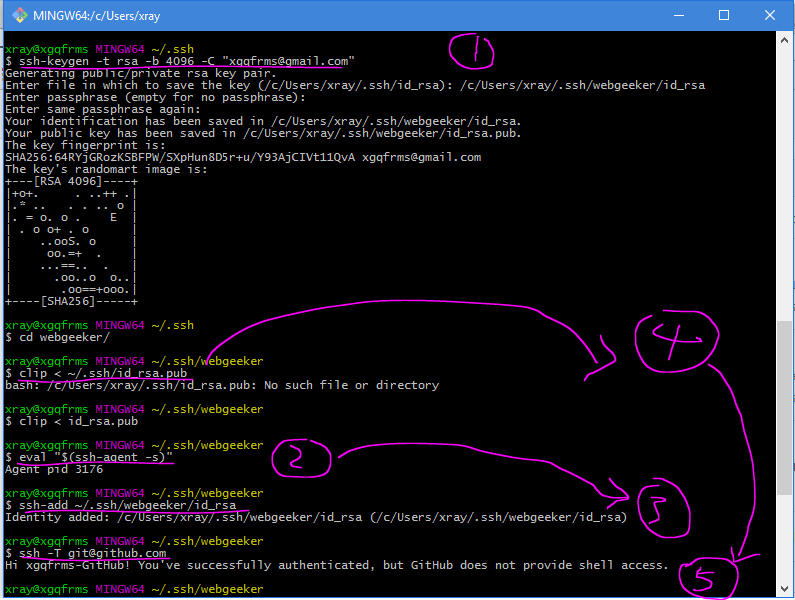 MINGW64:/c/Users/xray
xray@xgqfrms MINGW64 ~/.ssh
$ ssh-keygen -t rsa -b 4096 -C "xgqfrms@gmail.com"
1
Generating public/private rsa key pair.
Enter file in which to save the key (/c/Users/xray/.ssh/id_rsa): /c/Users/xray/.ssh/webgeeker/id_rsa
Enter passphrase (empty for no passphrase):
Enter same passphrase again:
Your identification has been saved in /c/Users/xray/.ssh/webgeeker/id_rsa.
Your public key has been saved in /c/Users/xray/.ssh/webgeeker/id_rsa.pub.
The key fingerprint is:
SHA256:64RYjGRozKSBFPW/SXpHun8D5r+u/Y93AjCIVt11QvA xgqfrms@gmail.com
The key's randomart image is:
+---[RSA 4096]----+
|+o+.     . ..++ .|
|.* ..   . . .. o |
|. = o. o .    E  |
| . o o+ . o      |
|    ..ooS. o     |
|     oo.=+  .    |
|    ...==..  .   |
|      .oo..o  o..|
|       .oo==+ooo.|
+----[SHA256]-----+
xray@xgqfrms MINGW64 ~/.ssh
$ cd webgeeker/
4
xray@xgqfrms MINGW64 ~/.ssh/webgeeker
$ clip < ~/.ssh/id_rsa.pub
bash: /c/Users/xray/.ssh/id_rsa.pub: No such file or directory
xray@xgqfrms MINGW64 ~/.ssh/webgeeker
$ clip < id_rsa.pub
xray@xgqfrms MINGW64 ~/.ssh/webgeeker
$ eval "$(ssh-agent -s)"
2
Agent pid 3176
xray@xgqfrms MINGW64 ~/.ssh/webgeeker
$ ssh-add ~/.ssh/webgeeker/id_rsa
3
Identity added: /c/Users/xray/.ssh/webgeeker/id_rsa (/c/Users/xray/.ssh/webgeeker/id_rsa)
xray@xgqfrms MINGW64 ~/.ssh/webgeeker
$ ssh -T git@github.com
Hi xgqfrms-GitHub! You've successfully authenticated, but GitHub does not provide shell access.
5
xray@xgqfrms MINGW64 ~/.ssh/webgeeker